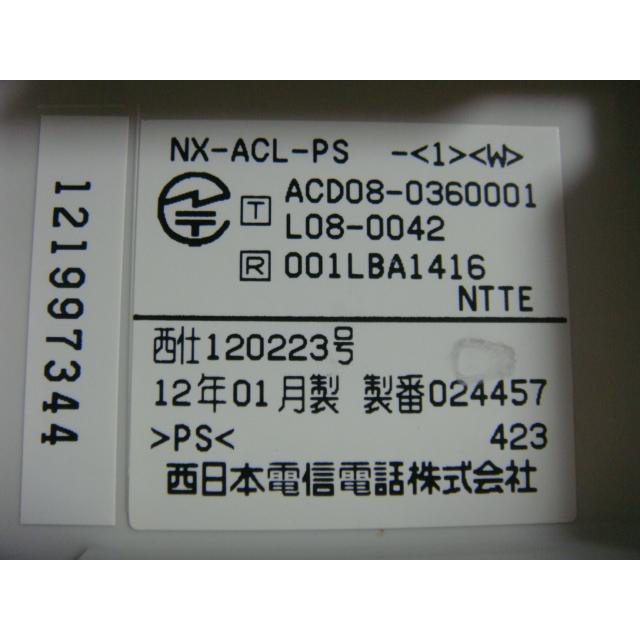 NX-ACL-PS -<1><W>
T ACD08-0360001
L08-0042
R 001LBA1416
NTTE
西仕120223号
12年01月製 製番024457
>PS< 423
西日本電信電話株式会社
121997344